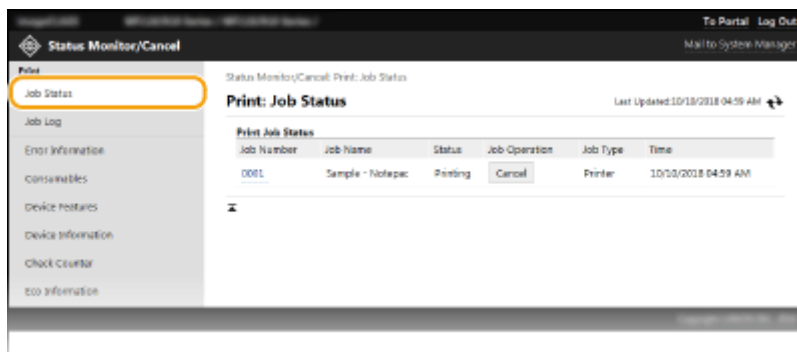 To Portal Log Out
Status Monitor/Cancel
Mail to System Manager
Print
Job Status
Job Log
Error Information
Consumables
Device Features
Device Information
Check Counter
Eco Information
Status Monitor/Cancel: Print: Job Status
Print: Job Status
Last Updated:10/10/2018 04:59 AM
Print Job Status
Job Number Job Name Status Job Operation Job Type Time
0001 Sample - Notepac Printing Cancel Printer 10/10/2018 04:59 AM